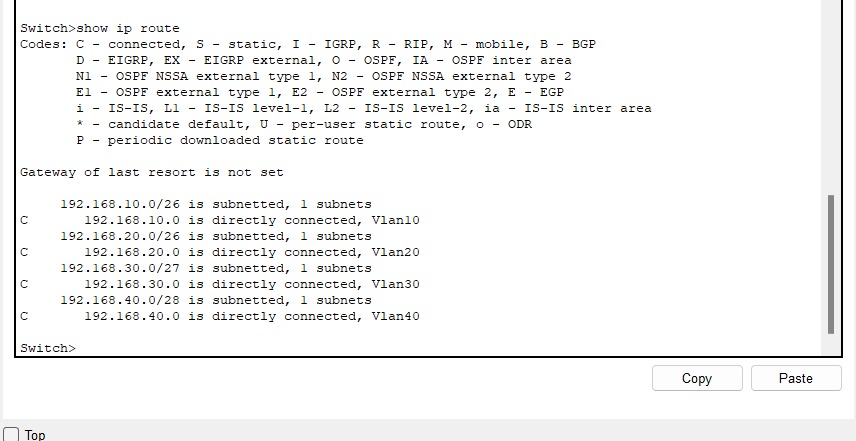 Switch>show ip route
Codes: C - connected, S - static, I - IGRP, R - RIP, M - mobile, B - BGP
D - EIGRP, EX - EIGRP external, O - OSPF, IA - OSPF inter area
N1 - OSPF NSSA external type 1, N2 - OSPF NSSA external type 2
E1 - OSPF external type 1, E2 - OSPF external type 2, E - EGP
i - IS-IS, L1 - IS-IS level-1, L2 - IS-IS level-2, ia - IS-IS inter area
* - candidate default, U - per-user static route, o - ODR
P - periodic downloaded static route
Gateway of last resort is not set
192.168.10.0/26 is subnetted, 1 subnets
C 192.168.10.0 is directly connected, Vlan10
192.168.20.0/26 is subnetted, 1 subnets
C 192.168.20.0 is directly connected, Vlan20
192.168.30.0/27 is subnetted, 1 subnets
C 192.168.30.0 is directly connected, Vlan30
192.168.40.0/28 is subnetted, 1 subnets
C 192.168.40.0 is directly connected, Vlan40
Switch>
Copy Paste
Top